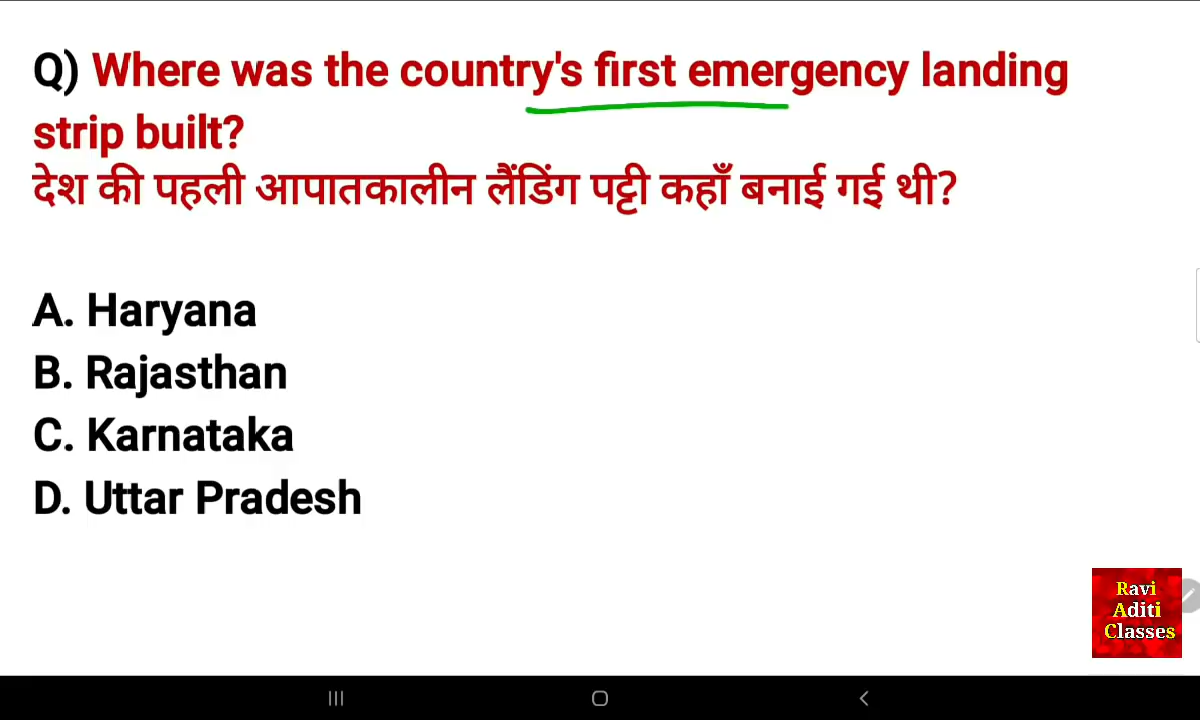 Q) Where was the country's first emergency landing
strip built?
देश की पहली आपातकालीन लैंडिंग पट्टी कहाँ बनाई गई थी?
A. Haryana
B. Rajasthan
C. Karnataka
D. Uttar Pradesh
Ravi
Aditi
Classes